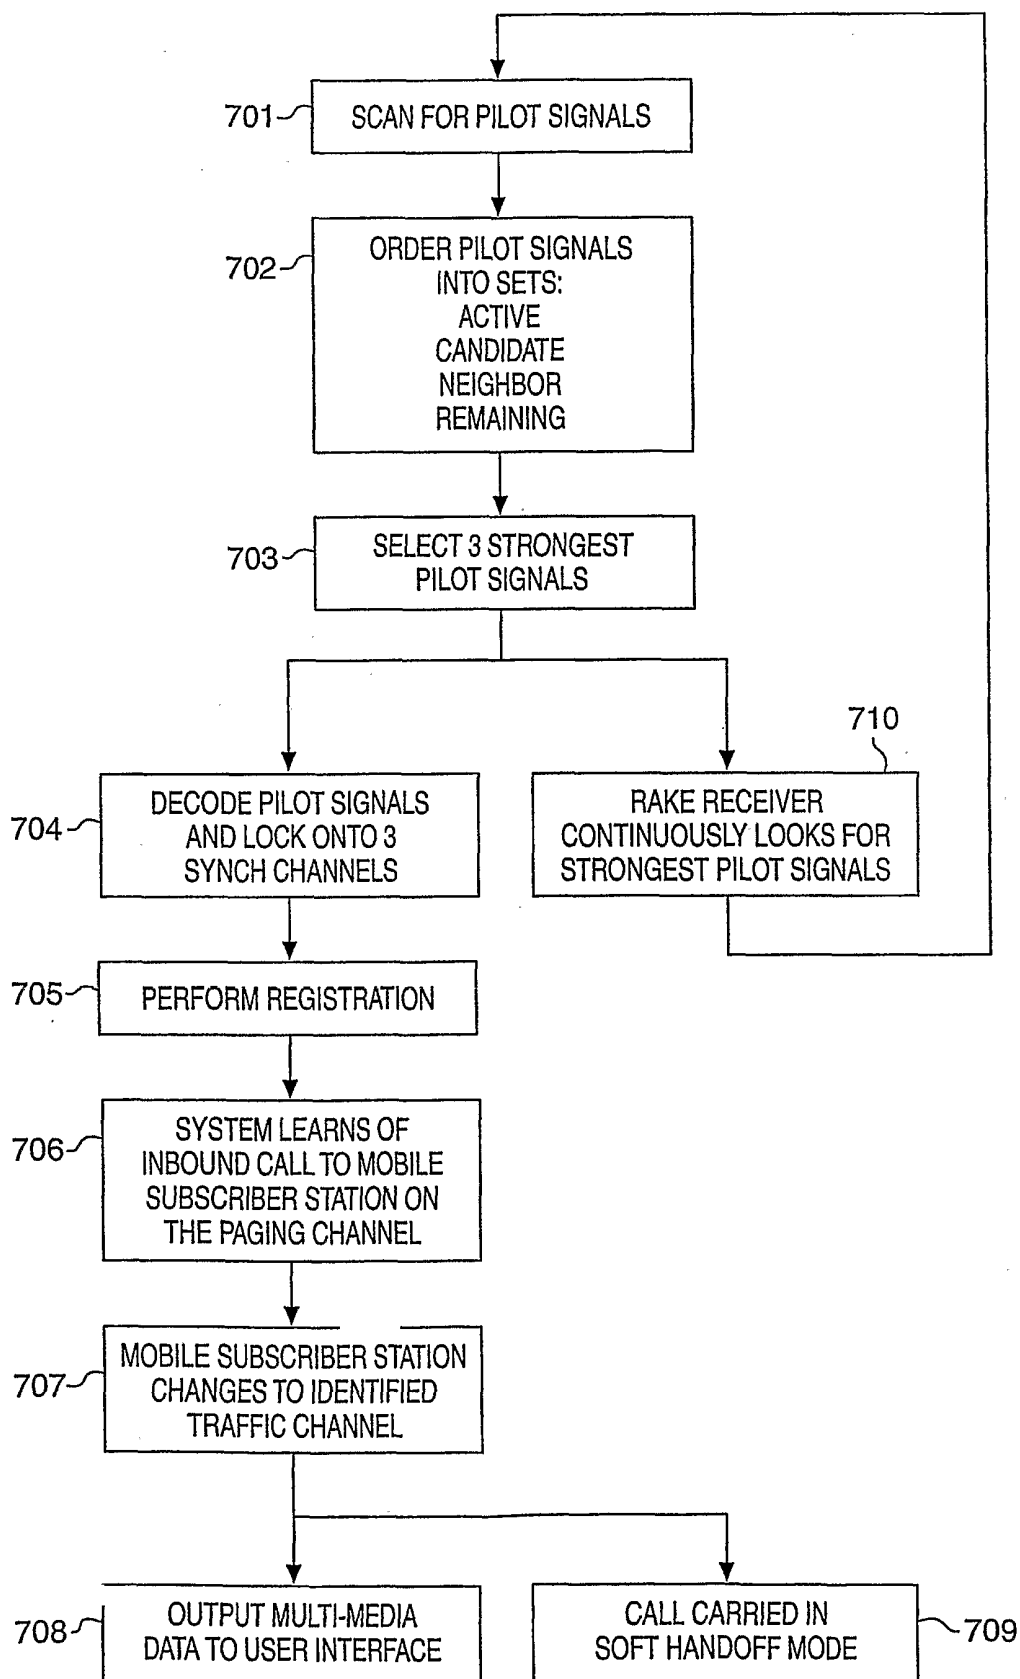 701
SCAN FOR PILOT SIGNALS
702
ORDER PILOT SIGNALS
INTO SETS:
ACTIVE
CANDIDATE
NEIGHBOR
REMAINING
703
SELECT 3 STRONGEST
PILOT SIGNALS
704
DECODE PILOT SIGNALS
AND LOCK ONTO 3
SYNCH CHANNELS
710
RAKE RECEIVER
CONTINUOUSLY LOOKS FOR
STRONGEST PILOT SIGNALS
705
PERFORM REGISTRATION
706
SYSTEM LEARNS OF
INBOUND CALL TO MOBILE
SUBSCRIBER STATION ON
THE PAGING CHANNEL
707
MOBILE SUBSCRIBER STATION
CHANGES TO IDENTIFIED
TRAFFIC CHANNEL
708
OUTPUT MULTI-MEDIA
DATA TO USER INTERFACE
CALL CARRIED IN
SOFT HANDOFF MODE
709